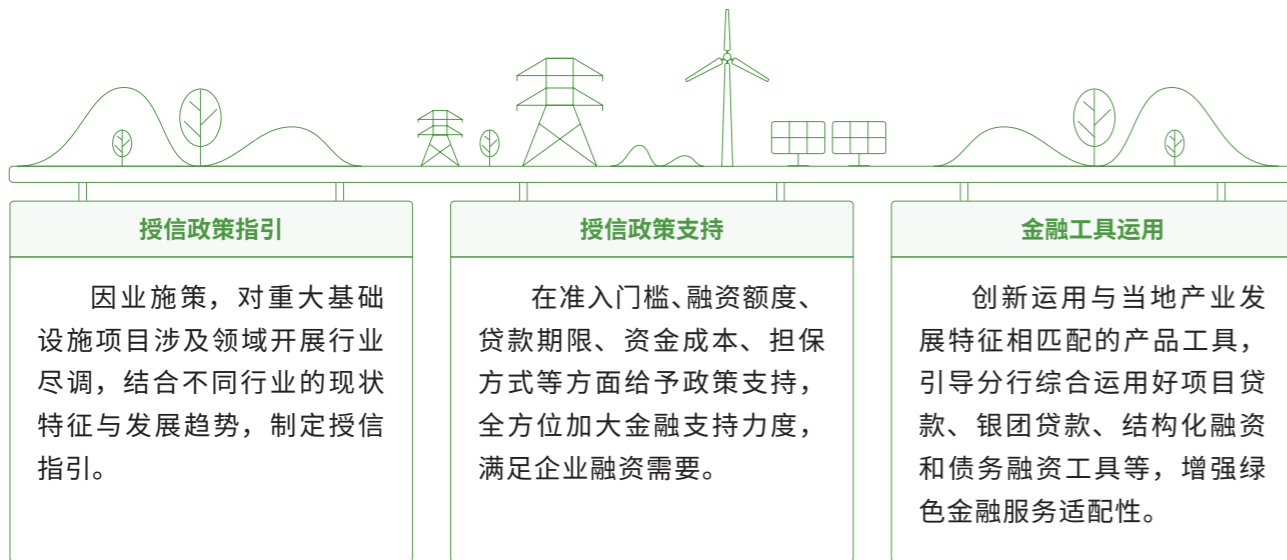 授信政策指引
因业施策，对重大基础
设施项目涉及领域开展行业
尽调，结合不同行业的现状
特征与发展趋势，制定授信
指引。
授信政策支持
在准入门槛、融资额度、
贷款期限、资金成本、担保
方式等方面给予政策支持，
全方位加大金融支持力度，
满足企业融资需要。
金融工具运用
创新运用与当地产业发
展特征相匹配的产品工具，
引导分行综合运用好项目贷
款、银团贷款、结构化融资
和债务融资工具等，增强绿
色金融服务适配性。